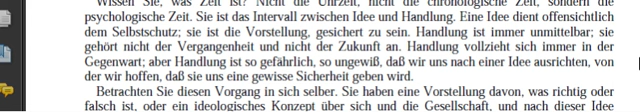 Wissen Sie, was Zeit ist? Nicht die Uhrzeit, nicht die chronologische Zeit, sondern die
psychologische Zeit. Sie ist das Intervall zwischen Idee und Handlung. Eine Idee dient offensichtlich
dem Selbstschutz; sie ist die Vorstellung, gesichert zu sein. Handlung ist immer unmittelbar; sie
gehört nicht der Vergangenheit und nicht der Zukunft an. Handlung vollzieht sich immer in der
Gegenwart; aber Handlung ist so gefährlich, so ungewiß, daß wir uns nach einer Idee ausrichten, von
der wir hoffen, daß sie uns eine gewisse Sicherheit geben wird.
Betrachten Sie diesen Vorgang in sich selber. Sie haben eine Vorstellung davon, was richtig oder
falsch ist, oder ein ideologisches Konzept über sich und die Gesellschaft, und nach dieser Idee